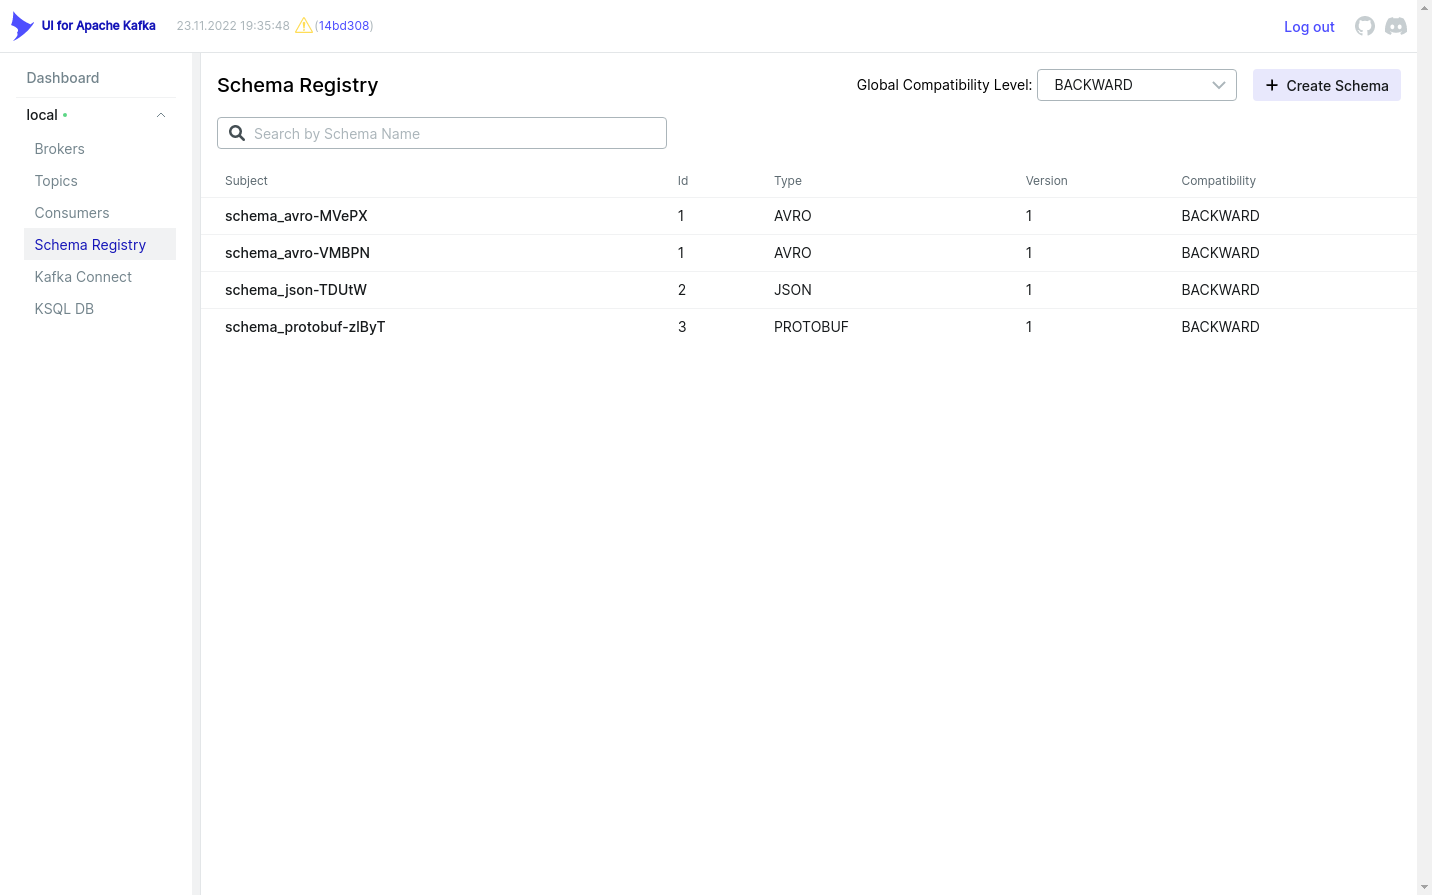 UI for Apache Kafka 23.11.2022 19:35:48 (14bd308) Log out
Dashboard
local
Brokers
Topics
Consumers
Schema Registry
Kafka Connect
KSQL DB
Schema Registry
Global Compatibility Level: BACKWARD
Create Schema
Search by Schema Name
Subject Id Type Version Compatibility
schema_avro-MVePX 1 AVRO 1 BACKWARD
schema_avro-VMBPN 1 AVRO 1 BACKWARD
schema_json-TDUtW 2 JSON 1 BACKWARD
schema_protobuf-zlByT 3 PROTOBUF 1 BACKWARD